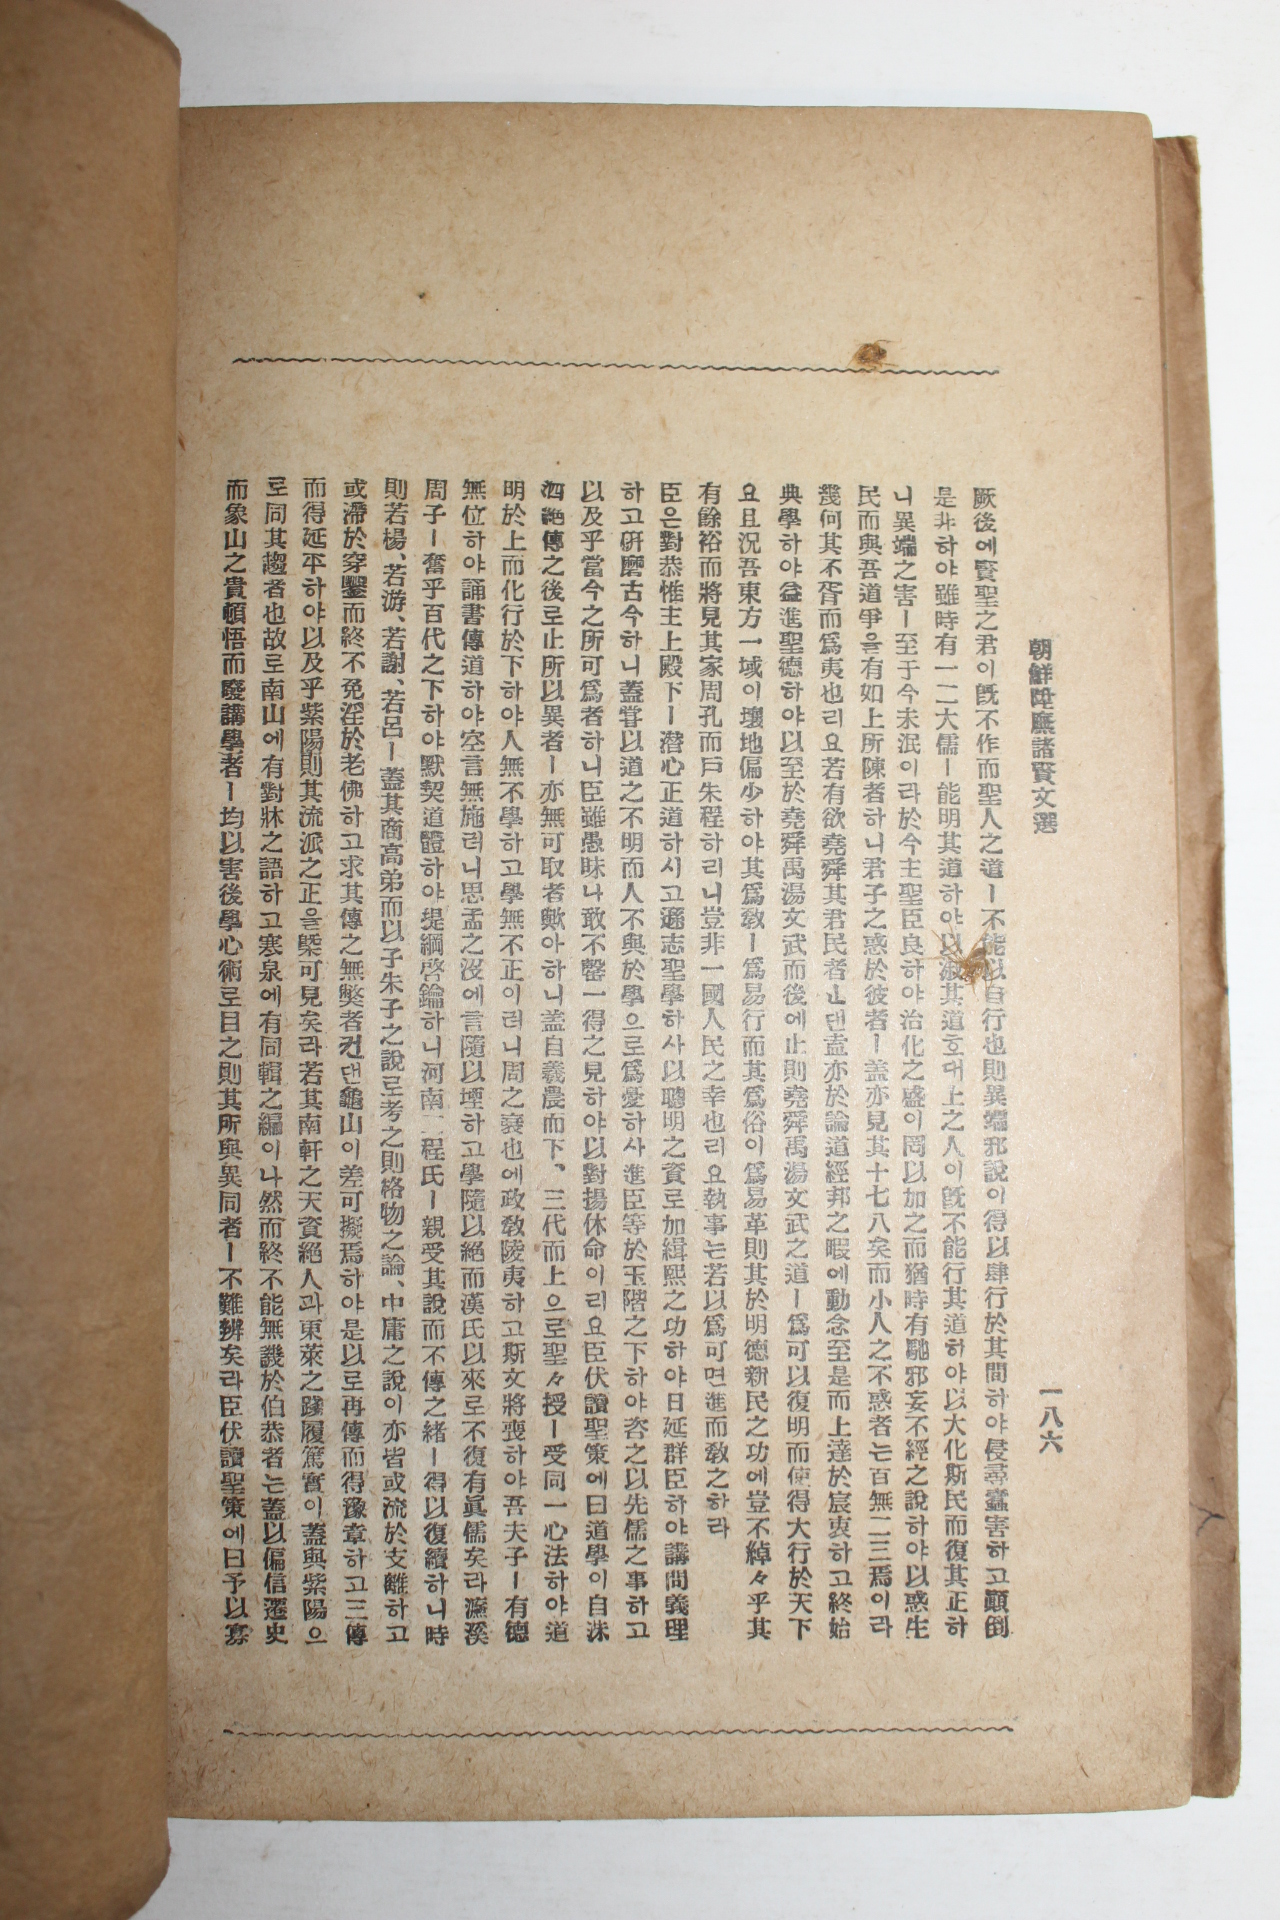 朝鮮陞廡諸賢文選
一八六
厥後에賢聖之君이旣不作而聖人之道ㅣ不能以自行也則異端邪說이得以肆行於其間하야侵尋蠹害하고顚倒
是非하야雖時有一二大儒ㅣ能明其道하야以淑其道호대上之人이旣不能行其道하야以大化斯民而復其正하
니異端之害ㅣ至于今未泯이라於今主聖臣良하야治化之盛이罔以加之而猶時有馳邪妄不經之說하야以惑生
民而與吾道爭을有如上所陳者하니君子之惑於彼者ㅣ盖亦見其十七八矣而小人之不惑者는百無二三焉이라
幾何其不胥而爲夷也리요若有欲堯舜其君民者ㄴ댄盍亦於論道經邦之暇에動念至是而上達於宸衷하고終始
典學하야益進聖德하야以至於堯舜禹湯文武而後에止則堯舜禹湯文武之道ㅣ爲可以復明而使得大行於天下
요且況吾東方一域이壤地偏少하야其爲敎ㅣ爲易行而其爲俗이爲易革則其於明德新民之功에豈不綽々乎其
有餘裕而將見其家周孔而戶朱程하리니豈非一國人民之幸也리요執事는若以爲可면進而敎之하라
臣은對恭惟主上殿下ㅣ潛心正道하시고遜志聖學하사以聰明之資로加緝熙之功하야日延群臣하야講問義理
하고硏磨古今하니蓋嘗以道之不明而人不與於學으로爲憂하사進臣等於玉階之下하야咨之以先儒之事하고
以及乎當今之所可爲者하니臣雖愚昧나敢不罄一得之見하야以對揚休命이리요臣伏讀聖策에曰道學이自洙
泗絕傳之後로止所以異者ㅣ亦無可取者歟아하니盖自羲農而下、三代而上으로聖々授ㅣ受同一心法하야道
明於上而化行於下하야人無不學하고學無不正이러니周之衰也에政敎陵夷하고斯文將喪하야吾夫子ㅣ有德
無位하야誦書傳道하야空言無施러니思孟之沒에言隨以堙하고學隨以絕而漢氏以來로不復有眞儒矣라濂溪
周子ㅣ奮乎百代之下하야默契道體하야提綱啓鑰하니河南二程氏ㅣ親受其說而不傳之緖ㅣ得以復續하니時
則若楊、若游、若謝、若呂ㅣ蓋其商高弟而以子朱子之說로考之則格物之論、中庸之說이亦皆或流於支離하고
或滯於穿鑿而終不免淫於老佛하고求其傳之無獘者컨댄龜山이差可擬焉하야是以로再傳而得豫章하고三傳
而得延平하야以及乎紫陽則其流派之正을槩可見矣라若其南軒之天資絕人과東萊之踐履篤實이蓋與紫陽으
로同其趨者也故로南山에有對牀之語하고寒泉에有同輯之編이나然而終不能無譏於伯恭者는蓋以偏信遷史
而象山之貴頓悟而廢講學者ㅣ均以害後學心術로目之則其所與異同者ㅣ不難辨矣라臣伏讀聖策에曰予以寡